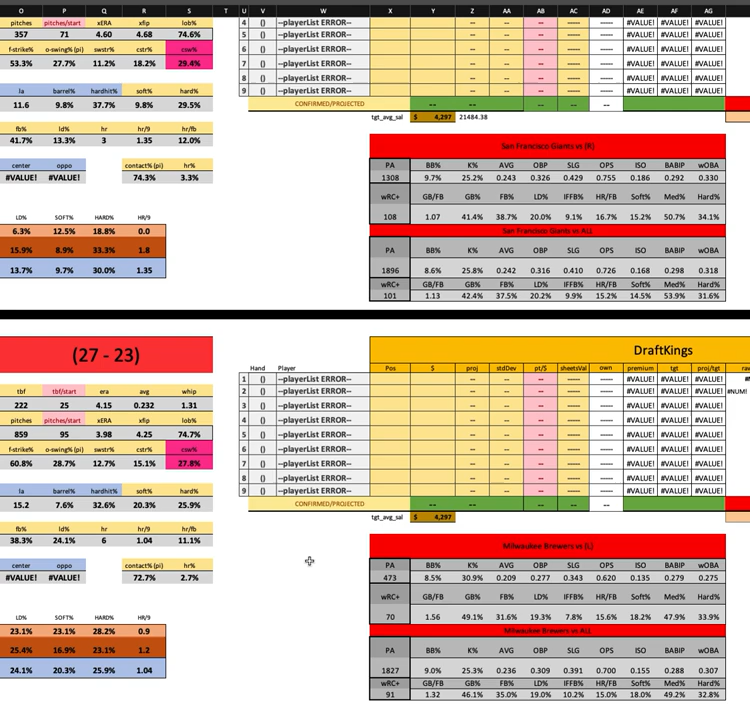 O P Q R S T U V W X Y Z AA AB AC AD AE AF AG
pitches pitches/start xERA xfip lob% 4 () --playerList ERROR-- -- ----- ----- #VALUE! #VALUE! #VALUE!
357 71 4.60 4.68 74.6% 5 () --playerList ERROR-- -- ----- ----- #VALUE! #VALUE! #VALUE!
f-strike% o-swing% (pi) swstr% cstr% csw% 6 () --playerList ERROR-- -- ----- ----- #VALUE! #VALUE! #VALUE!
53.3% 27.7% 11.2% 18.2% 29.4% 7 () --playerList ERROR-- -- ----- ----- #VALUE! #VALUE! #VALUE!
8 () --playerList ERROR-- -- ----- ----- #VALUE! #VALUE! #VALUE!
la barrel% hardhit% soft% hard% 9 () --playerList ERROR-- -- ----- ----- #VALUE! #VALUE! #VALUE!
11.6 9.8% 37.7% 9.8% 29.5% CONFIRMED/PROJECTED -- -- -- -- --
tgt_avg_sal $ 4,297 21484.38
fb% ld% hr hr/9 hr/fb
41.7% 13.3% 3 1.35 12.0%
San Francisco Giants vs (R)
center oppo contact% (pi) hr% PA BB% K% AVG OBP SLG OPS ISO BABIP wOBA
#VALUE! #VALUE! 74.3% 3.3% 1308 9.7% 25.2% 0.243 0.326 0.429 0.755 0.186 0.292 0.330
wRC+ GB/FB GB% FB% LD% IFFB% HR/FB Soft% Med% Hard%
LD% SOFT% HARD% HR/9 108 1.07 41.4% 38.7% 20.0% 9.1% 16.7% 15.2% 50.7% 34.1%
6.3% 12.5% 18.8% 0.0 San Francisco Giants vs ALL
15.9% 8.9% 33.3% 1.8 PA BB% K% AVG OBP SLG OPS ISO BABIP wOBA
13.7% 9.7% 30.0% 1.35 1896 8.6% 25.8% 0.242 0.316 0.410 0.726 0.168 0.298 0.318
wRC+ GB/FB GB% FB% LD% IFFB% HR/FB Soft% Med% Hard%
101 1.13 42.4% 37.5% 20.2% 9.9% 15.2% 14.5% 53.9% 31.6%
(27 - 23) DraftKings
Hand Player Pos $ proj stdDev pt/$ sheetsVal own premium tgt proj/tgt rav
1 () --playerList ERROR-- -- ----- ----- #VALUE! #VALUE! #VALUE!
tbf tbf/start era avg whip 2 () --playerList ERROR-- -- ----- ----- #VALUE! #VALUE! #VALUE! #NUM!
222 25 4.15 0.232 1.31 3 () --playerList ERROR-- -- ----- ----- #VALUE! #VALUE! #VALUE!
pitches pitches/start xERA xfip lob% 4 () --playerList ERROR-- -- ----- ----- #VALUE! #VALUE! #VALUE!
859 95 3.98 4.25 74.7% 5 () --playerList ERROR-- -- ----- ----- #VALUE! #VALUE! #VALUE!
f-strike% o-swing% (pi) swstr% cstr% csw% 6 () --playerList ERROR-- -- ----- ----- #VALUE! #VALUE! #VALUE!
60.8% 28.7% 12.7% 15.1% 27.8% 7 () --playerList ERROR-- -- ----- ----- #VALUE! #VALUE! #VALUE!
8 () --playerList ERROR-- -- ----- ----- #VALUE! #VALUE! #VALUE!
la barrel% hardhit% soft% hard% 9 () --playerList ERROR-- -- ----- ----- #VALUE! #VALUE! #VALUE!
15.2 7.6% 32.6% 20.3% 25.9% CONFIRMED/PROJECTED -- -- -- -- --
tgt_avg_sal $ 4,297
fb% ld% hr hr/9 hr/fb
38.3% 24.1% 6 1.04 11.1%
Milwaukee Brewers vs (L)
center oppo contact% (pi) hr% PA BB% K% AVG OBP SLG OPS ISO BABIP wOBA
#VALUE! #VALUE! 72.7% 2.7% 473 8.5% 30.9% 0.209 0.277 0.343 0.620 0.135 0.279 0.275
wRC+ GB/FB GB% FB% LD% IFFB% HR/FB Soft% Med% Hard%
LD% SOFT% HARD% HR/9 70 1.56 49.1% 31.6% 19.3% 7.8% 15.6% 18.2% 47.9% 33.9%
23.1% 23.1% 28.2% 0.9 Milwaukee Brewers vs ALL
25.4% 16.9% 23.1% 1.2 PA BB% K% AVG OBP SLG OPS ISO BABIP wOBA
24.1% 20.3% 25.9% 1.04 1827 9.0% 25.3% 0.236 0.309 0.391 0.700 0.155 0.288 0.307
wRC+ GB/FB GB% FB% LD% IFFB% HR/FB Soft% Med% Hard%
91 1.32 46.1% 35.0% 19.0% 10.2% 15.0% 18.0% 49.2% 32.8%